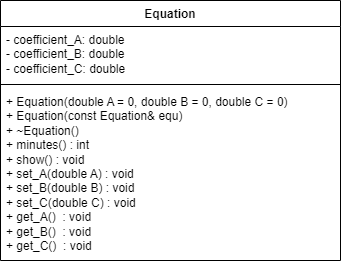 Equation
- coefficient_A: double
- coefficient_B: double
- coefficient_C: double
+ Equation(double A = 0, double B = 0, double C = 0)
+ Equation(const Equation& equ)
+ ~Equation()
+ minutes() : int
+ show() : void
+ set_A(double A) : void
+ set_B(double B) : void
+ set_C(double C) : void
+ get_A()  : void
+ get_B()  : void
+ get_C()  : void